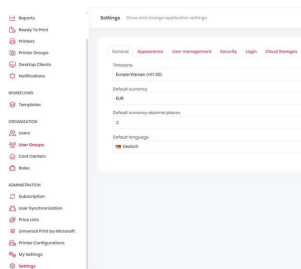 Reports
Ready To Print
Printers
Printer Groups
Desktop Clients
Notifications
WORKFLOWS
Templates
ORGANIZATION
Users
User Groups
Cost Centers
Roles
ADMINISTRATION
Subscription
User Synchronization
Price Lists
Universal Print by Microsoft
Printer Configurations
My Settings
Settings
Settings Show and change application settings.
General Appearance User management Security Login Cloud Storages
Timezone
Europe/Warsaw (+01:00)
Default currency
EUR
Default currency decimal places
2
Default language
Deutsch